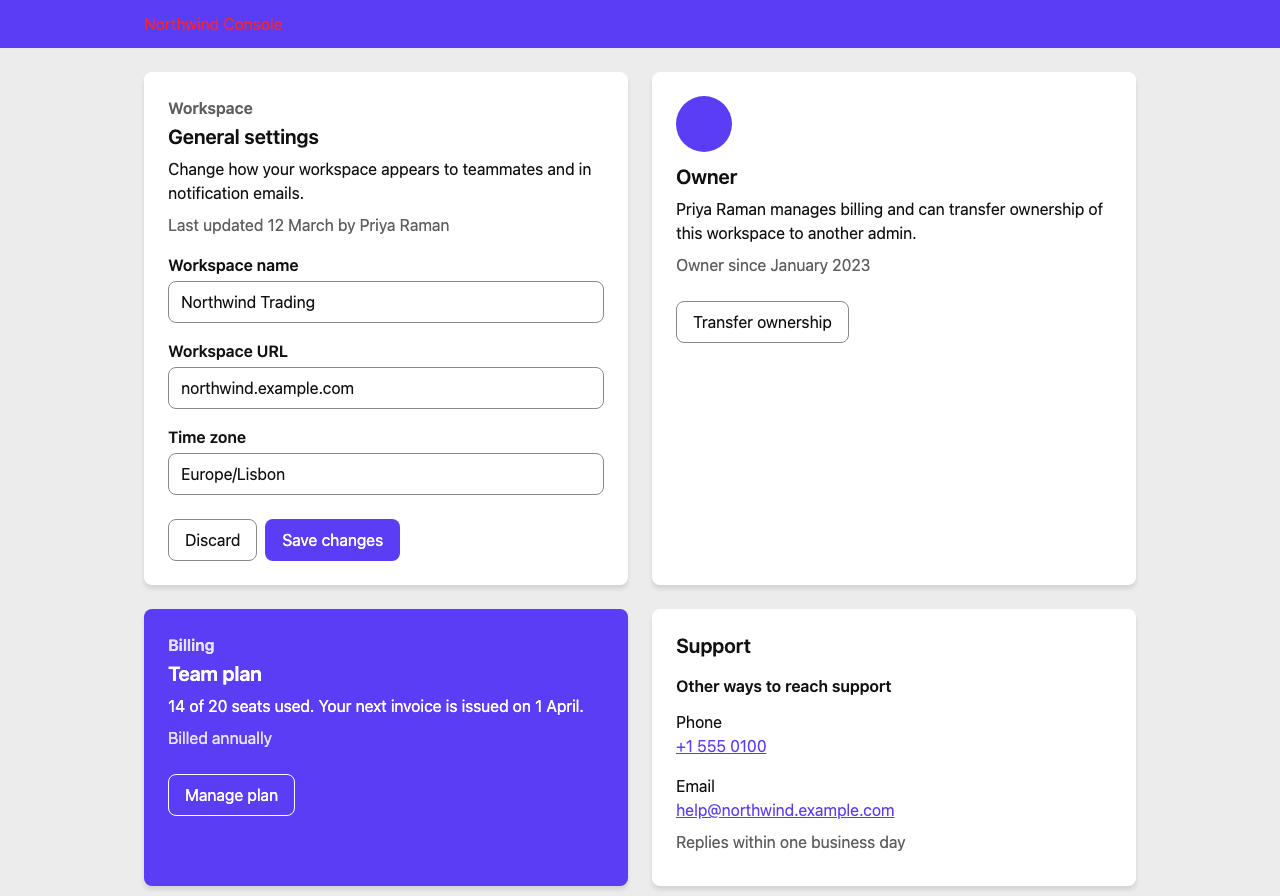 Northwind Console
Workspace
General settings
Change how your workspace appears to teammates and in
notification emails.
Last updated 12 March by Priya Raman
Workspace name
Northwind Trading
Workspace URL
northwind.example.com
Time zone
Europe/Lisbon
Discard
Save changes
Owner
Priya Raman manages billing and can transfer ownership of
this workspace to another admin.
Owner since January 2023
Transfer ownership
Billing
Team plan
14 of 20 seats used. Your next invoice is issued on 1 April.
Billed annually
Manage plan
Support
Other ways to reach support
Phone
+1 555 0100
Email
help@northwind.example.com
Replies within one business day